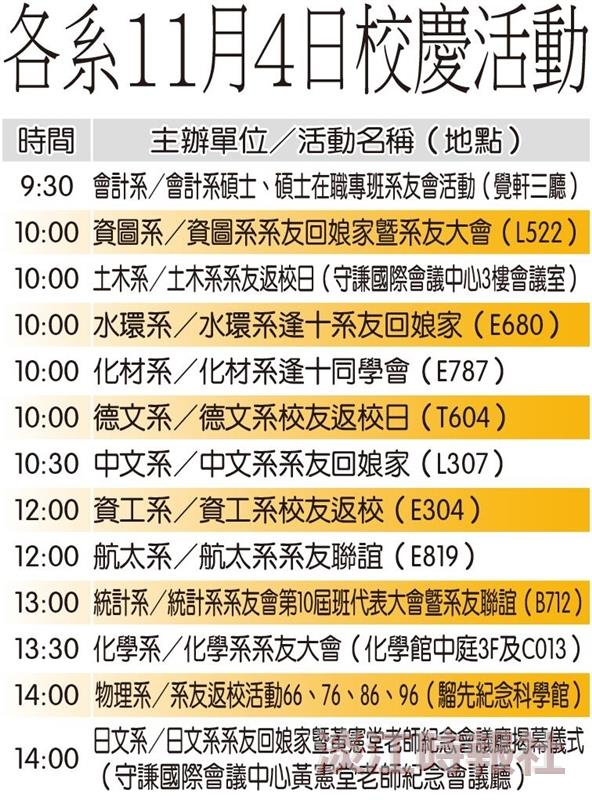 各系11月4日校慶活動
時間 主辦單位／活動名稱（地點）
9:30 會計系／會計系碩士、碩士在職專班系友會活動（覺軒三廳）
10:00 資圖系／資圖系系友回娘家暨系友大會（L522）
10:00 土木系／土木系系友返校日（守謙國際會議中心3樓會議室）
10:00 水環系／水環系逢十系友回娘家（E680）
10:00 化材系／化材系逢十同學會（E787）
10:00 德文系／德文系校友返校日（T604）
10:30 中文系／中文系系友回娘家（L307）
12:00 資工系／資工系校友返校（E304）
12:00 航太系／航太系系友聯誼（E819）
13:00 統計系／統計系系友會第10屆班代表大會暨系友聯誼（B712）
13:30 化學系／化學系系友大會（化學館中庭3F及C013）
14:00 物理系／系友返校活動66、76、86、96（騮先紀念科學館）
14:00 日文系／日文系系友回娘家暨黃憲堂老師紀念會議廳揭幕儀式
（守謙國際會議中心黃憲堂老師紀念會議廳）
淡江時報社